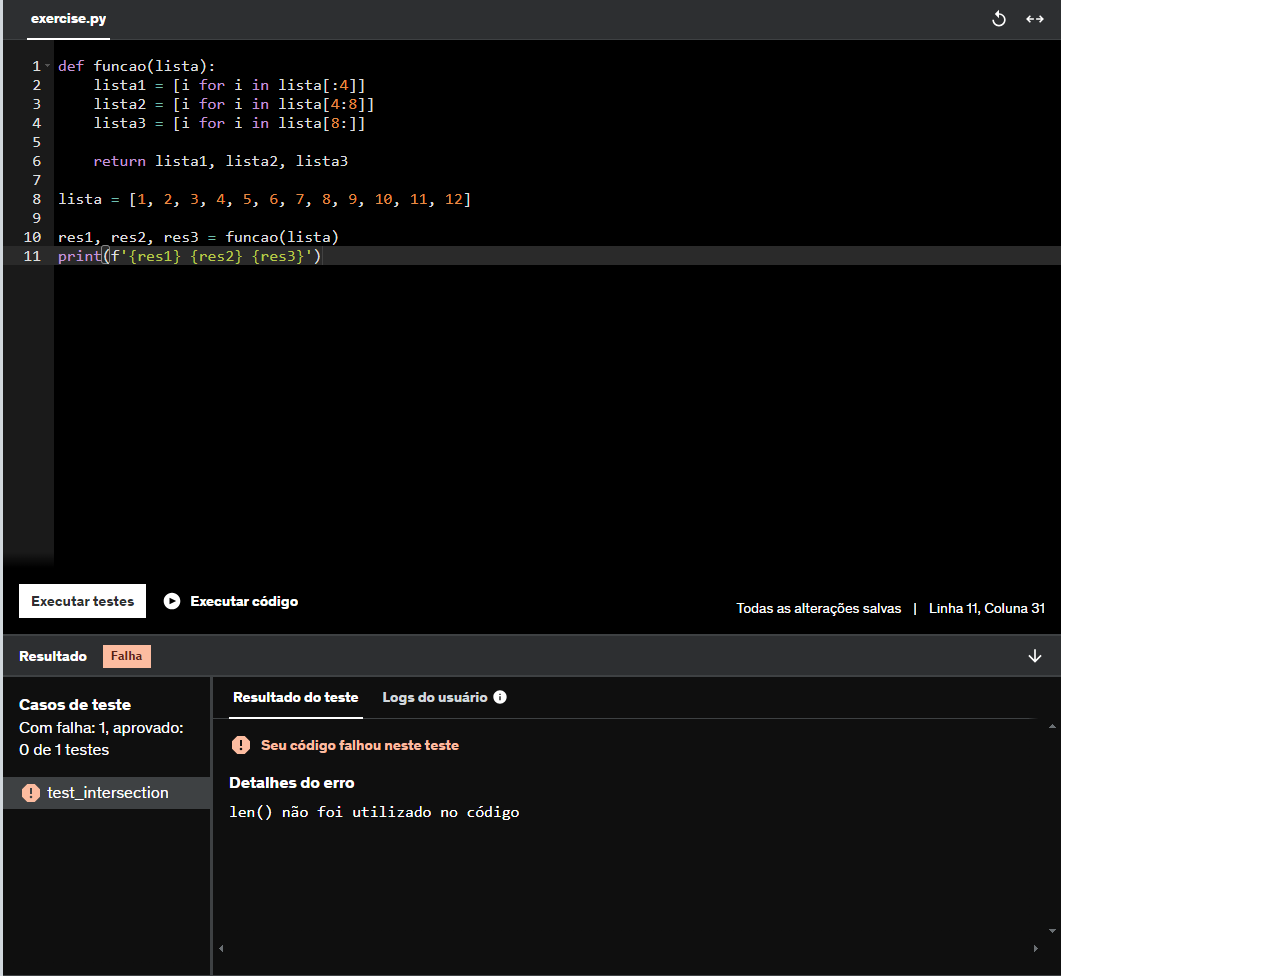 exercise.py
1 def funcao(lista):
2     lista1 = [i for i in lista[:4]]
3     lista2 = [i for i in lista[4:8]]
4     lista3 = [i for i in lista[8:]]
5
6     return lista1, lista2, lista3
7
8 lista = [1, 2, 3, 4, 5, 6, 7, 8, 9, 10, 11, 12]
9
10 res1, res2, res3 = funcao(lista)
11 print(f'{res1} {res2} {res3}')
Executar testes Executar código Todas as alterações salvas | Linha 11, Coluna 31
Resultado Falha
Casos de teste
Com falha: 1, aprovado:
0 de 1 testes
test_intersection
Resultado do teste Logs do usuário
Seu código falhou neste teste
Detalhes do erro
len() não foi utilizado no código